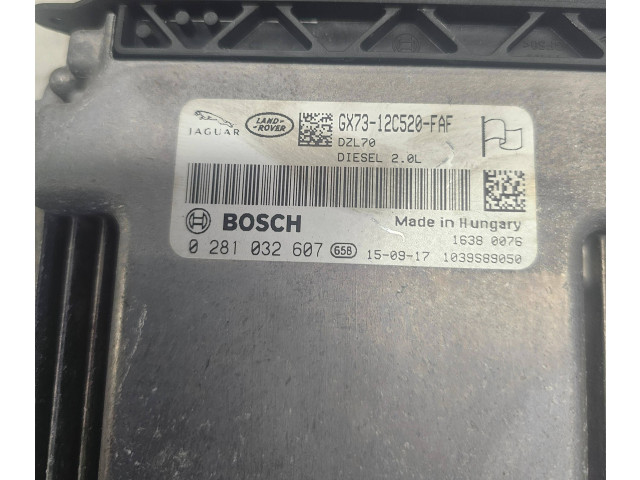 JAGUAR
LAND-
ROVER
GX73-12C520-FAF
DZL70
DIESEL 2.0L
BOSCH
Made in Hungary
1638 0076
0 281 032 607 G5B 15-09-17 1039S89050